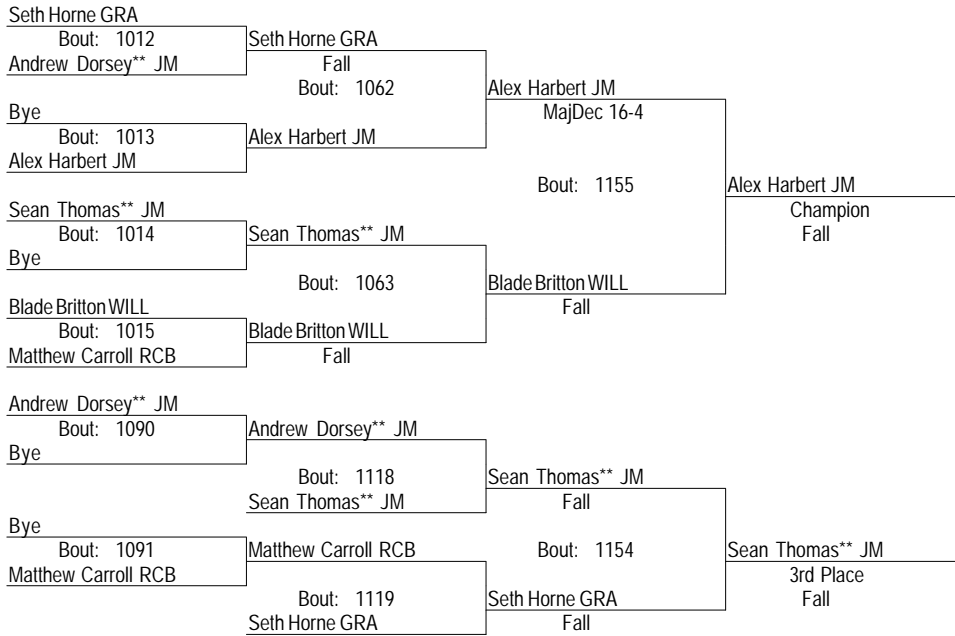 Seth Horne GRA
Bout: 1012
Seth Horne GRA
Andrew Dorsey** JM
Fall
Bout: 1062
Alex Harbert JM
Bye
MajDec 16-4
Bout: 1013
Alex Harbert JM
Alex Harbert JM
Bout: 1155
Alex Harbert JM
Sean Thomas** JM
Champion
Bout: 1014
Sean Thomas** JM
Fall
Bye
Bout: 1063
Blade Britton WILL
Blade Britton WILL
Fall
Bout: 1015
Blade Britton WILL
Matthew Carroll RCB
Fall
Andrew Dorsey** JM
Bout: 1090
Andrew Dorsey** JM
Bye
Bout: 1118
Sean Thomas** JM
Sean Thomas** JM
Fall
Bye
Bout: 1091
Matthew Carroll RCB
Bout: 1154
Sean Thomas** JM
Matthew Carroll RCB
3rd Place
Bout: 1119
Seth Horne GRA
Fall
Seth Horne GRA
Fall